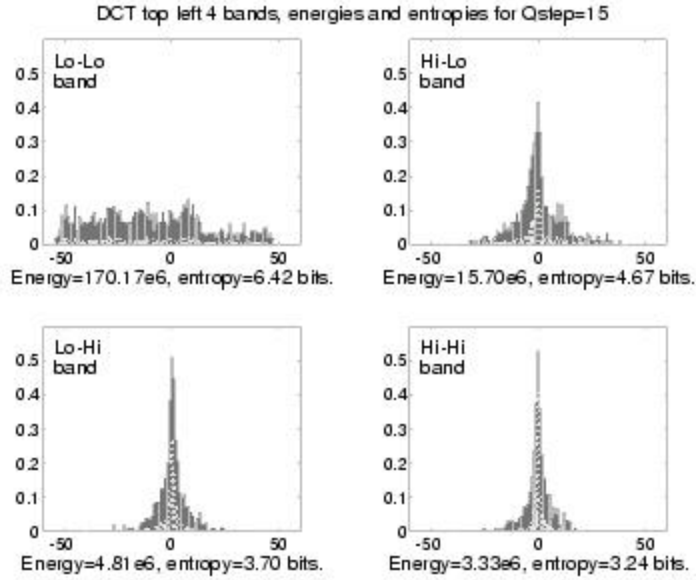 DCT top left 4 bands, energies and entropies for Qstep=15
Lo-Lo
band
0.5
0.4
0.3
0.2
0.1
0
-50 0 50
Energy=170.17e6, entropy=6.42 bits.
Hi-Lo
band
0.5
0.4
0.3
0.2
0.1
0
-50 0 50
Energy=15.70e6, entropy=4.67 bits.
Lo-Hi
band
0.5
0.4
0.3
0.2
0.1
0
-50 0 50
Energy=4.81e6, entropy=3.70 bits.
Hi-Hi
band
0.5
0.4
0.3
0.2
0.1
0
-50 0 50
Energy=3.33e6, entropy=3.24 bits.